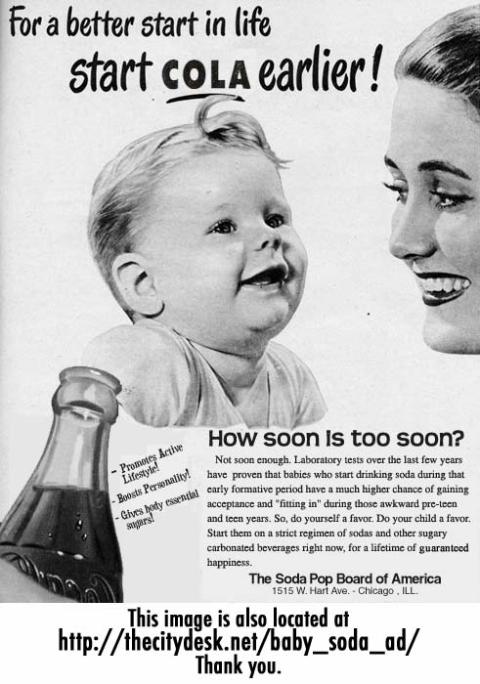 For a better start in life
start COLA earlier!
- Promotes Active
Lifestyle!
- Boosts Personality!
- Gives body essential
sugars!
How soon is too soon?
Not soon enough. Laboratory tests over the last few years
have proven that babies who start drinking soda during that
early formative period have a much higher chance of gaining
acceptance and "fitting in" during those awkward pre-teen
and teen years. So, do yourself a favor. Do your child a favor.
Start them on a strict regimen of sodas and other sugary
carbonated beverages right now, for a lifetime of guaranteed
happiness.
The Soda Pop Board of America
1515 W. Hart Ave. - Chicago , ILL.
This image is also located at
http://thecitydesk.net/baby_soda_ad/
Thank you.